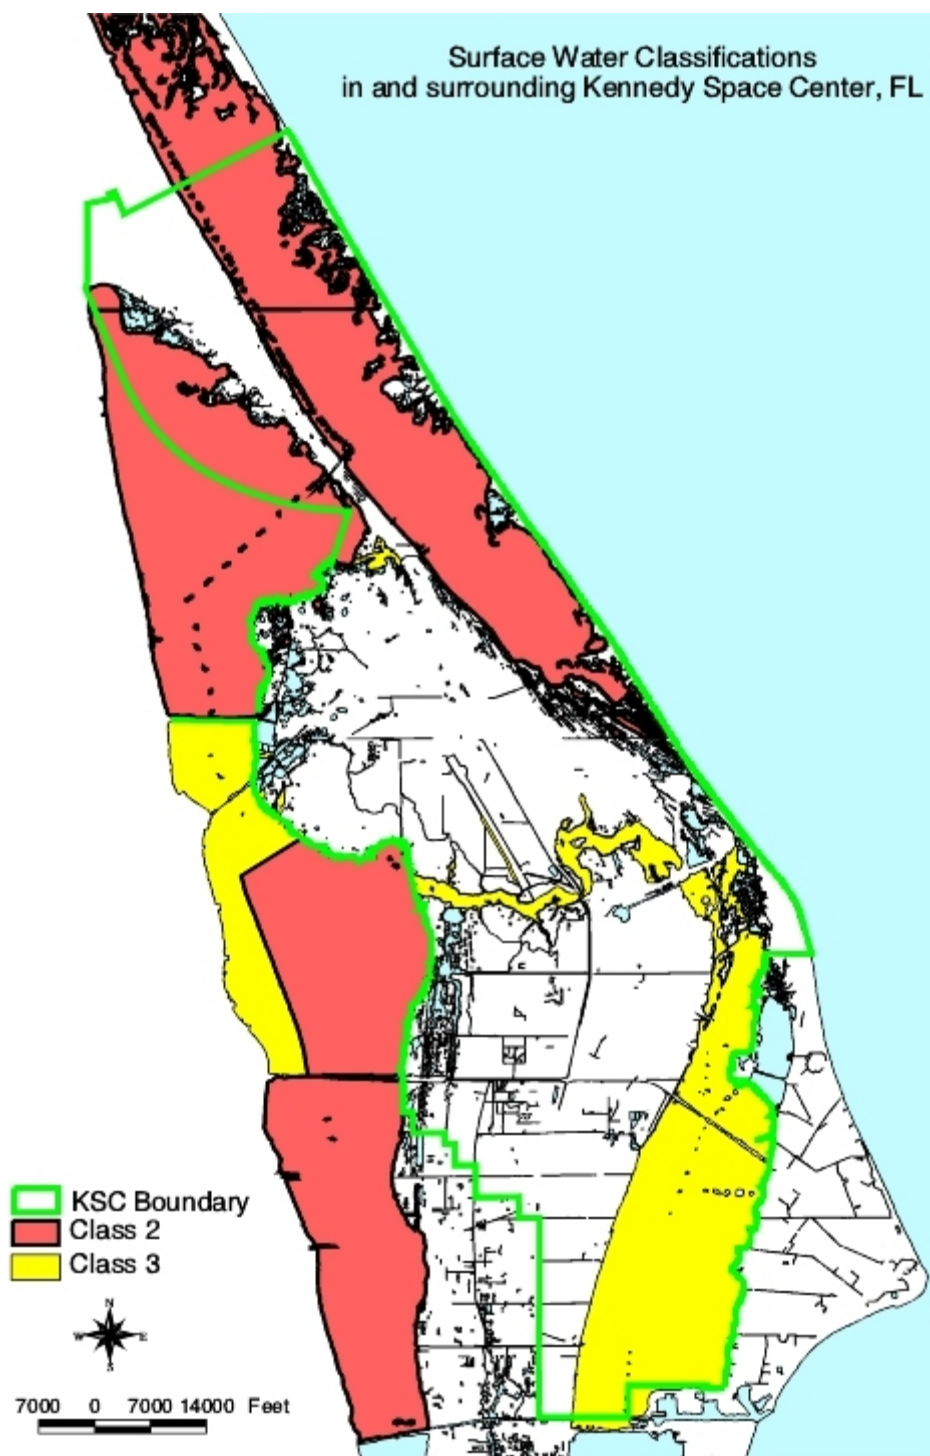 Surface Water Classifications
in and surrounding Kennedy Space Center, FL
KSC Boundary
Class 2
Class 3
N
W E
S
7000 0 7000 14000 Feet